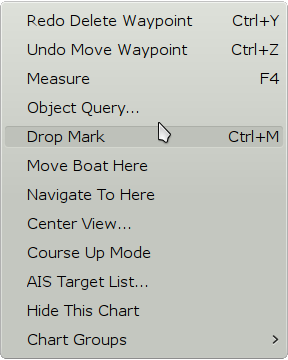 Redo Delete Waypoint Ctrl+Y
Undo Move Waypoint Ctrl+Z
Measure F4
Object Query...
Drop Mark Ctrl+M
Move Boat Here
Navigate To Here
Center View...
Course Up Mode
AIS Target List...
Hide This Chart
Chart Groups